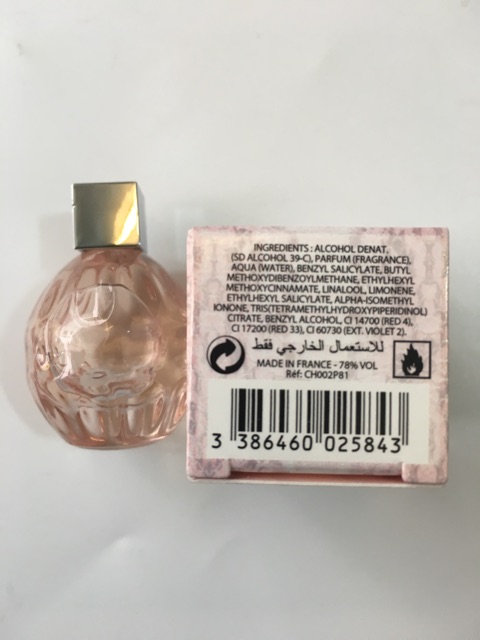 INGREDIENTS : ALCOHOL DENAT.
(SD ALCOHOL 39-C), PARFUM (FRAGRANCE),
AQUA (WATER), BENZYL SALICYLATE, BUTYL
METHOXYDIBENZOYLMETHANE, ETHYLHEXYL
METHOXYCINNAMATE, LINALOOL, LIMONENE,
ETHYLHEXYL SALICYLATE, ALPHA-ISOMETHYL
IONONE, TRIS(TETRAMETHYLHYDROXYPIPERIDINOL)
CITRATE, BENZYL ALCOHOL, CI 14700 (RED 4),
CI 17200 (RED 33), CI 60730 (EXT. VIOLET 2).
للاستعمال الخارجي فقط
MADE IN FRANCE - 78% VOL
Réf: CH002P81
3 386460 025843